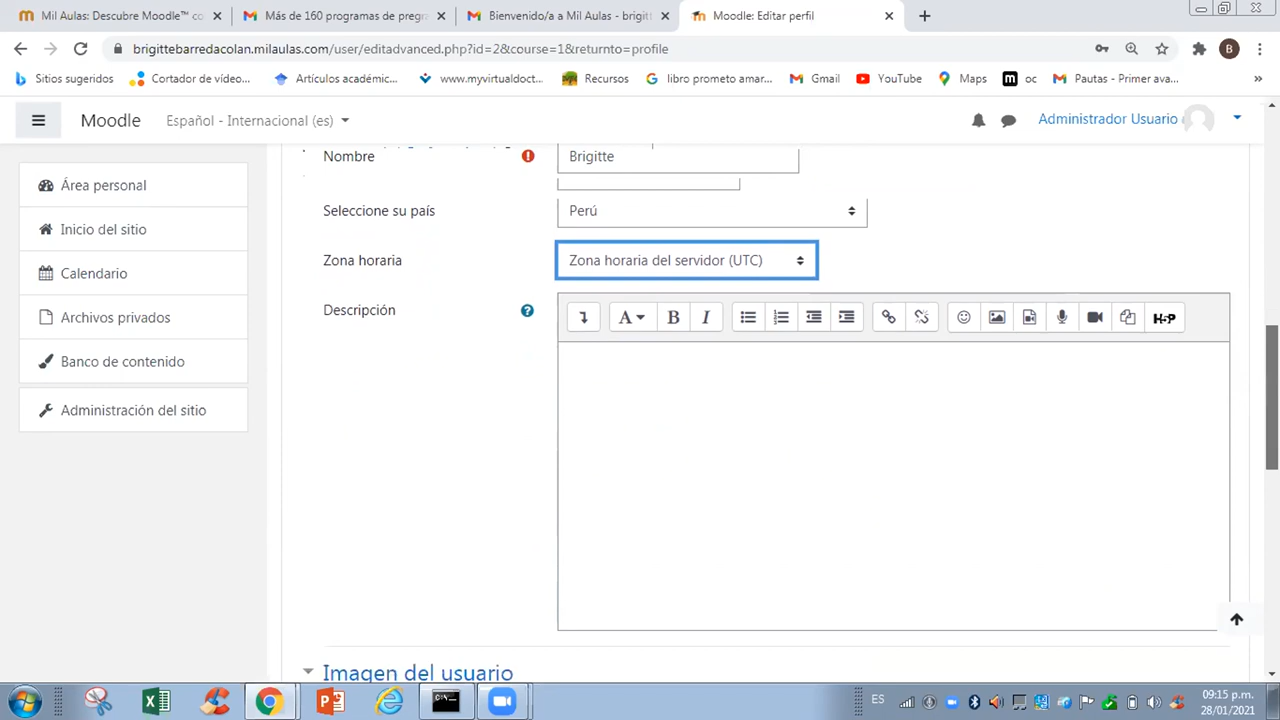 Mil Aulas: Descubre Moodle™ co
Más de 160 programas de pregr
Bienvenido/a a Mil Aulas - brigitt
Moodle: Editar perfil
brigittebarredacolan.milaulas.com/user/editadvanced.php?id=2&course=1&returnto=profile
B
Sitios sugeridos
Cortador de vídeo...
Artículos académic...
www.myvirtualdoct...
Recursos
libro prometo amar...
Gmail
YouTube
Maps
oc
Pautas - Primer ava...
»
Moodle
Español - Internacional (es)
Administrador Usuario
Área personal
Inicio del sitio
Calendario
Archivos privados
Banco de contenido
Administración del sitio
Nombre
Brigitte
Seleccione su país
Perú
Zona horaria
Zona horaria del servidor (UTC)
Descripción
A B I
H-P
Imagen del usuario
ES
09:15 p.m.
28/01/2021